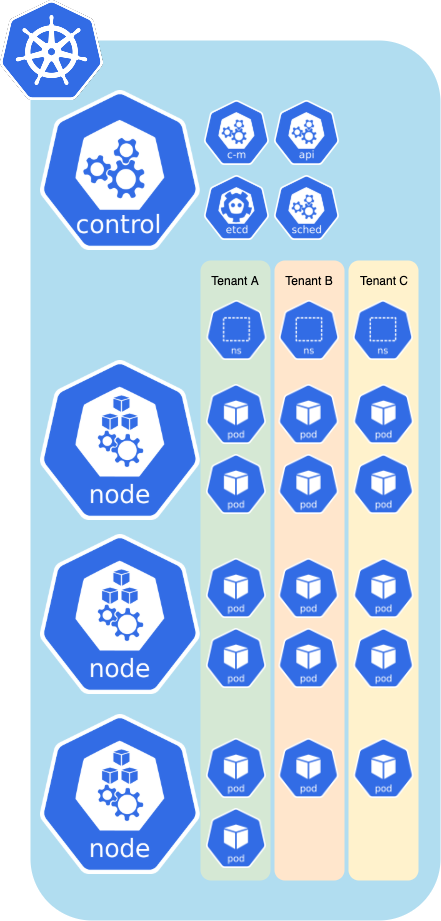 c-m
api
control
etcd
sched
Tenant A
Tenant B
Tenant C
ns
ns
ns
pod
pod
pod
node
pod
pod
pod
pod
pod
pod
node
pod
pod
pod
pod
pod
pod
node
pod